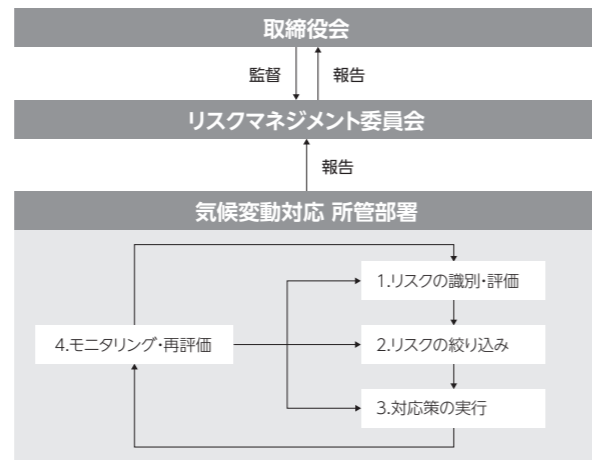 取締役会
監督
報告
リスクマネジメント委員会
報告
気候変動対応 所管部署
1.リスクの識別・評価
4.モニタリング・再評価
2.リスクの絞り込み
3.対応策の実行